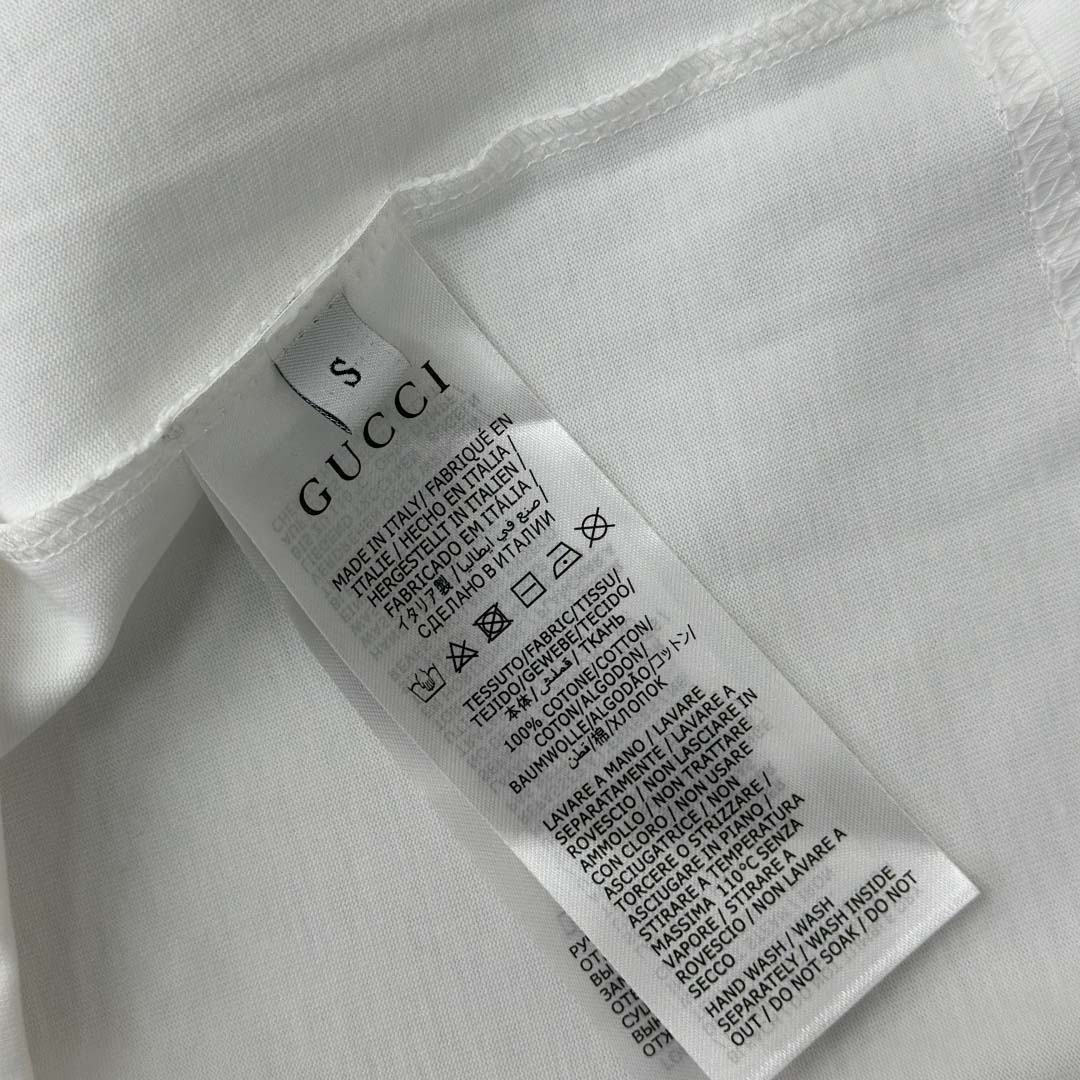 S
GUCCI
MADE IN ITALY/ FABRIQUÉ EN
ITALIE / HECHO EN ITALIA /
HERGESTELLT IN ITALIEN /
FABRICADO EM ITÁLIA /
イタリア製 / صنع في ايطاليا /
СДЕЛАНО В ИТАЛИИ
TESSUTO/FABRIC/TISSU/
TEJIDO/GEWEBE/TECIDO/
本体/ قماش / ТКАНЬ
100% COTONE/COTTON/
COTON/ALGODON/
BAUMWOLLE/ALGODÃO/コットン/
قطن/棉/ХЛОПОК
LAVARE A MANO / LAVARE
SEPARATAMENTE / LAVARE A
ROVESCIO / NON LASCIARE IN
AMMOLLO / NON TRATTARE
CON CLORO / NON USARE
ASCIUGATRICE / NON
TORCERE O STRIZZARE /
ASCIUGARE IN PIANO /
STIRARE A TEMPERATURA
MASSIMA 110°C SENZA
VAPORE / STIRARE A
ROVESCIO / NON LAVARE A
SECCO
HAND WASH / WASH
SEPARATELY / WASH INSIDE
OUT / DO NOT SOAK / DO NOT